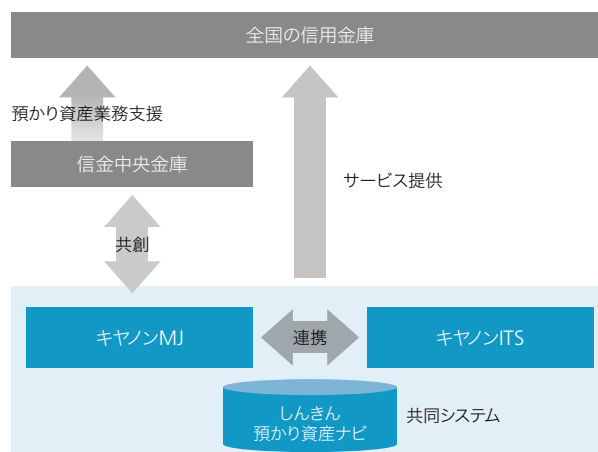 全国の信用金庫
預かり資産業務支援
信金中央金庫
サービス提供
共創
キヤノンMJ
連携
キヤノンITS
しんきん
預かり資産ナビ
共同システム